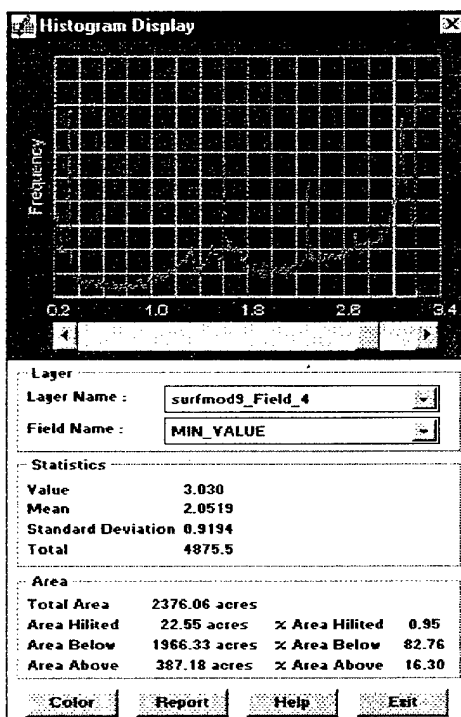 Histogram Display
Frequency
0.2 1.0 1.8 2.6 3.4
Layer
Layer Name : surfmod9_Field_4
Field Name : MIN_VALUE
Statistics
Value 3.030
Mean 2.0519
Standard Deviation 0.9194
Total 4875.5
Area
Total Area 2376.06 acres
Area Hilited 22.55 acres % Area Hilited 0.95
Area Below 1966.33 acres % Area Below 82.76
Area Above 387.18 acres % Area Above 16.30
Color Report Help Exit